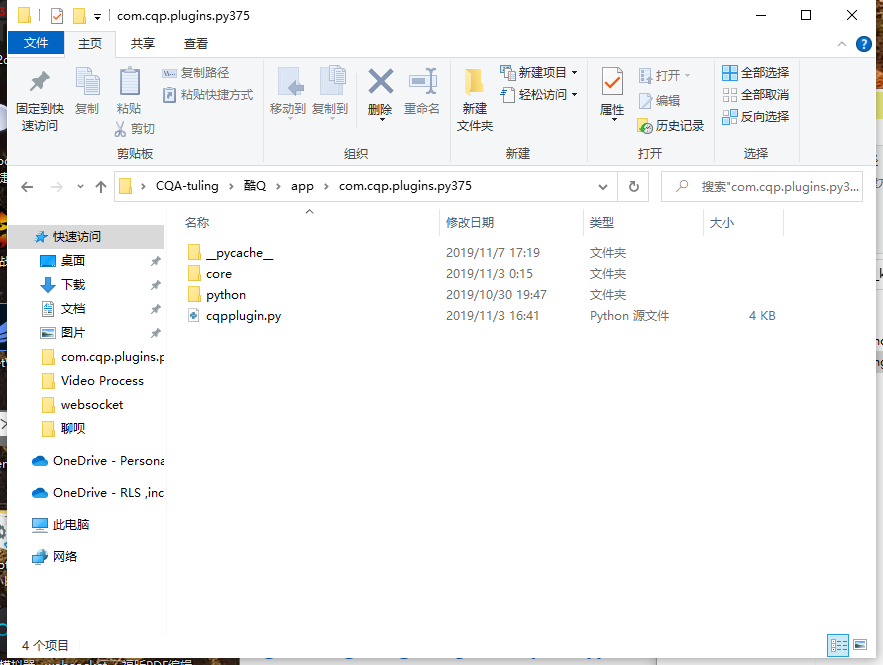 com.cqp.plugins.py375
文件 主页 共享 查看
固定到快速访问
复制
粘贴
复制路径
粘贴快捷方式
剪切
剪贴板
移动到
复制到
删除
重命名
组织
新建文件夹
新建项目
轻松访问
新建
属性
打开
编辑
历史记录
打开
全部选择
全部取消
反向选择
选择
CQA-tuling 酷Q app com.cqp.plugins.py375
搜索"com.cqp.plugins.py3...
名称 修改日期 类型 大小
__pycache__ 2019/11/7 17:19 文件夹
core 2019/11/3 0:15 文件夹
python 2019/10/30 19:47 文件夹
cqpplugin.py 2019/11/3 16:41 Python 源文件 4 KB
快速访问
桌面
下载
文档
图片
com.cqp.plugins.p
Video Process
websocket
聊呗
OneDrive - Persona
OneDrive - RLS ,inc
此电脑
网络
4 个项目